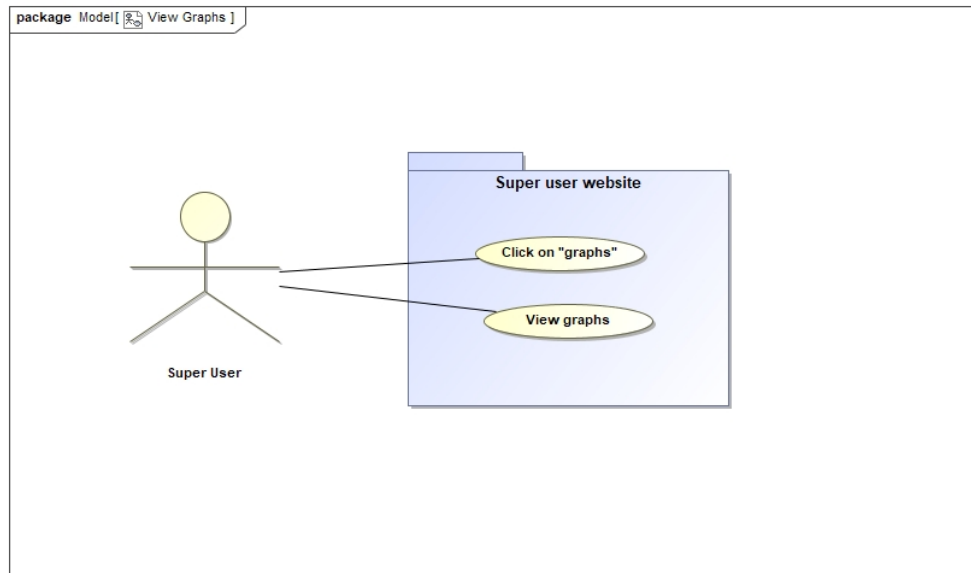 package Model[ View Graphs ]
Super user website
Click on "graphs"
View graphs
Super User